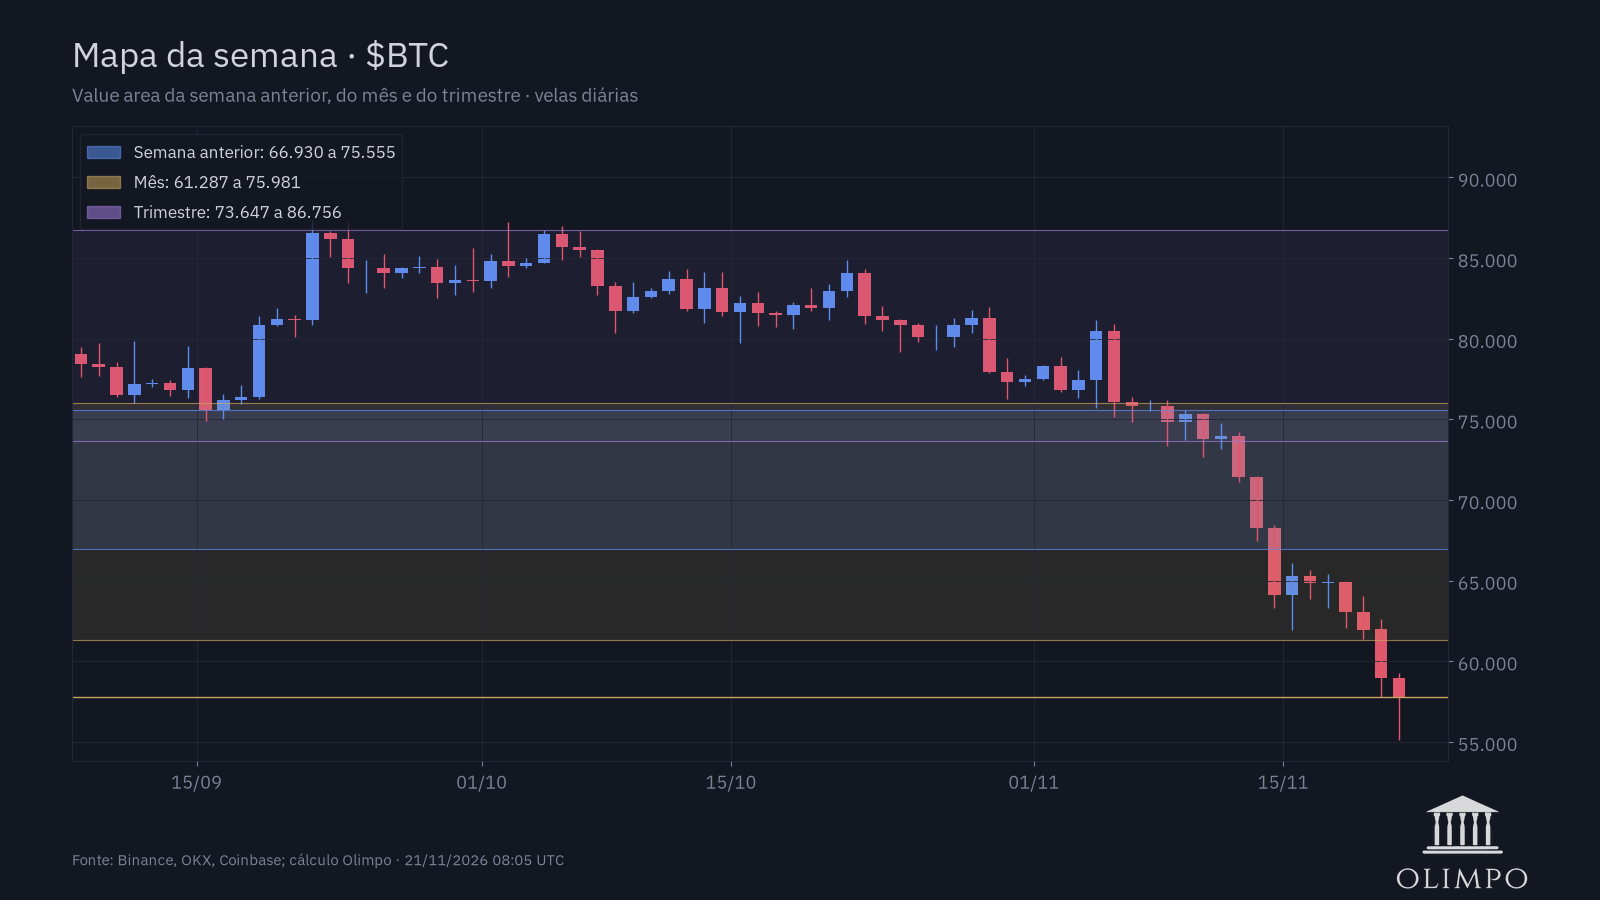 Mapa da semana · $BTC
Value area da semana anterior, do mês e do trimestre · velas diárias
Semana anterior: 66.930 a 75.555
Mês: 61.287 a 75.981
Trimestre: 73.647 a 86.756
90.000
85.000
80.000
75.000
70.000
65.000
60.000
55.000
15/09
01/10
15/10
01/11
15/11
Fonte: Binance, OKX, Coinbase; cálculo Olimpo · 21/11/2026 08:05 UTC
OLIMPO